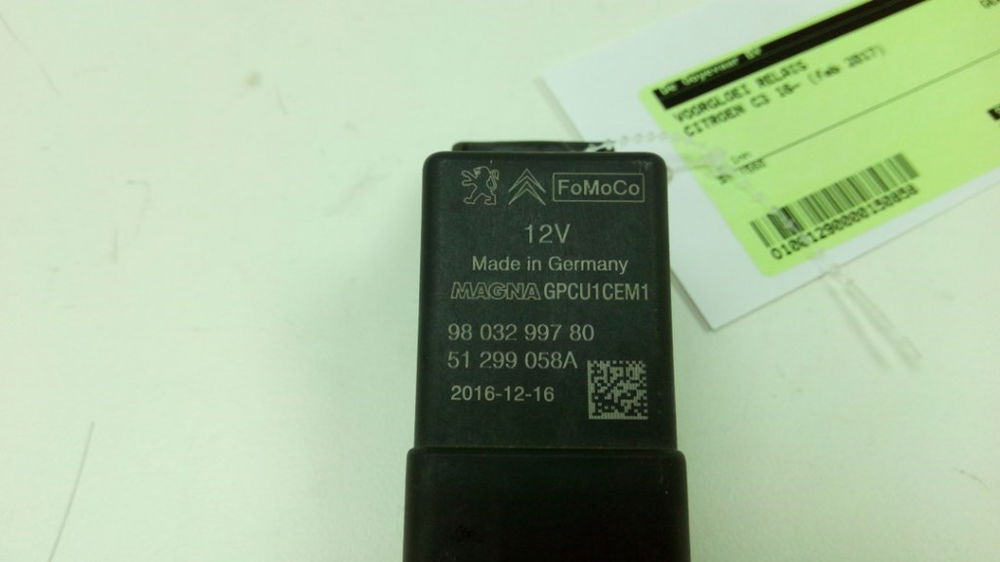 FoMoCo
12V
Made in Germany
MAGNA GPCU1CEM1
98 032 997 80
51 299 058A
2016-12-16
VOORGLOEI RELAIS
CITROEN C3 16- (Feb 2017)